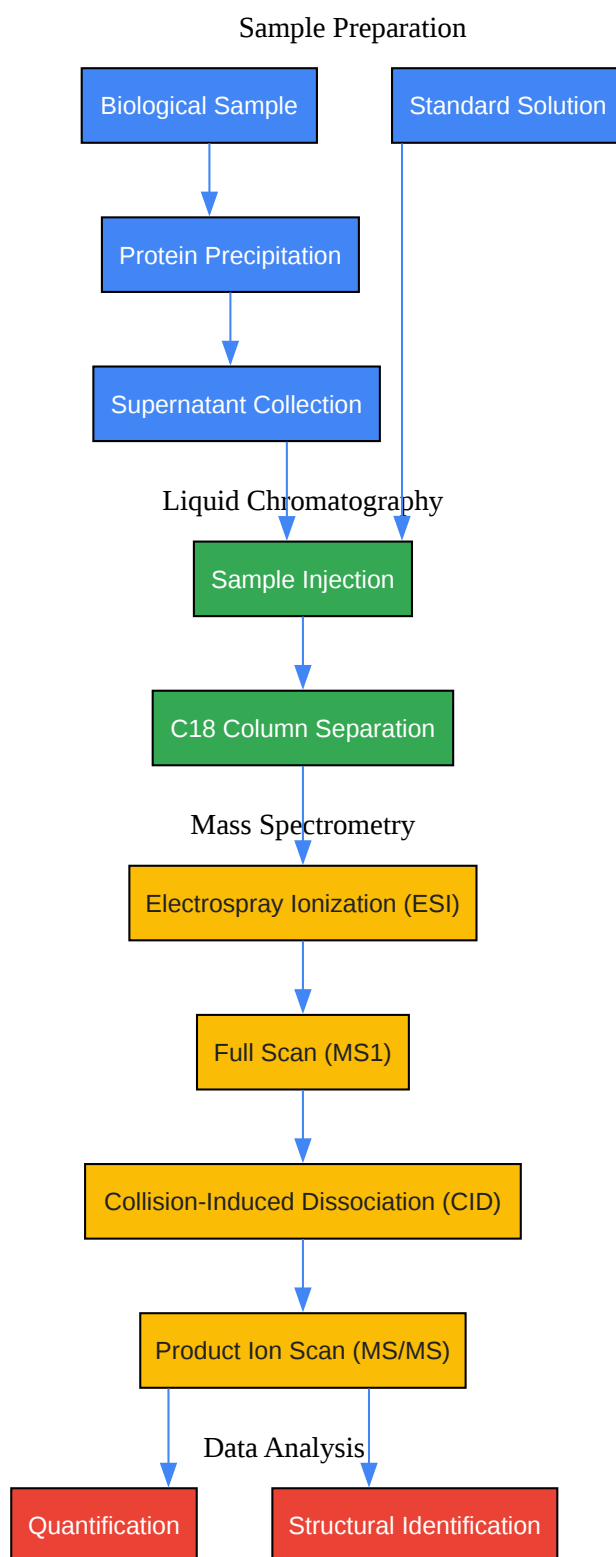 Sample Preparation
Biological Sample
Standard Solution
Protein Precipitation
Supernatant Collection
Liquid Chromatography
Sample Injection
C18 Column Separation
Mass Spectrometry
Electrospray Ionization (ESI)
Full Scan (MS1)
Collision-Induced Dissociation (CID)
Product Ion Scan (MS/MS)
Data Analysis
Quantification
Structural Identification